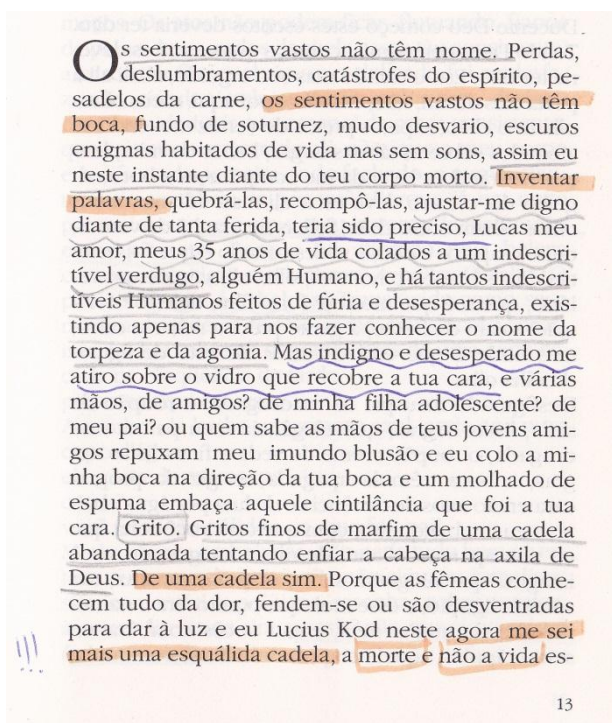 Os sentimentos vastos não têm nome. Perdas,
deslumbramentos, catástrofes do espírito, pe-
sadelos da carne, os sentimentos vastos não têm
boca, fundo de soturnez, mudo desvario, escuros
enigmas habitados de vida mas sem sons, assim eu
neste instante diante do teu corpo morto. Inventar
palavras, quebrá-las, recompô-las, ajustar-me digno
diante de tanta ferida, teria sido preciso, Lucas meu
amor, meus 35 anos de vida colados a um indescri-
tível verdugo, alguém Humano, e há tantos indescri-
tíveis Humanos feitos de fúria e desesperança, exis-
tindo apenas para nos fazer conhecer o nome da
torpeza e da agonia. Mas indigno e desesperado me
atiro sobre o vidro que recobre a tua cara, e várias
mãos, de amigos? de minha filha adolescente? de
meu pai? ou quem sabe as mãos de teus jovens ami-
gos repuxam meu imundo blusão e eu colo a mi-
nha boca na direção da tua boca e um molhado de
espuma embaça aquele cintilância que foi a tua
cara. Grito. Gritos finos de marfim de uma cadela
abandonada tentando enfiar a cabeça na axila de
Deus. De uma cadela sim. Porque as fêmeas conhe-
cem tudo da dor, fendem-se ou são desventradas
para dar à luz e eu Lucius Kod neste agora me sei
!!! mais uma esquálida cadela, a morte e não a vida es-
13